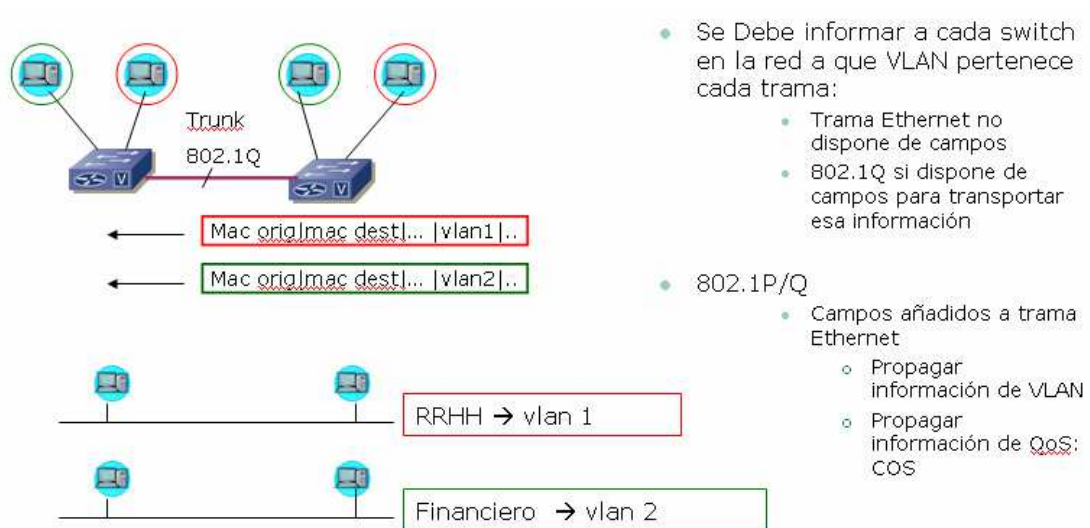 Trunk
802.1Q
V
V
Mac orig|mac dest|... |vlan1|..
Mac orig|mac dest|... |vlan2|..
RRHH → vlan 1
Financiero → vlan 2
Se Debe informar a cada switch
en la red a que VLAN pertenece
cada trama:
Trama Ethernet no
dispone de campos
802.1Q si dispone de
campos para transportar
esa información
802.1P/Q
Campos añadidos a trama
Ethernet
Propagar
información de VLAN
Propagar
información de QoS:
COS